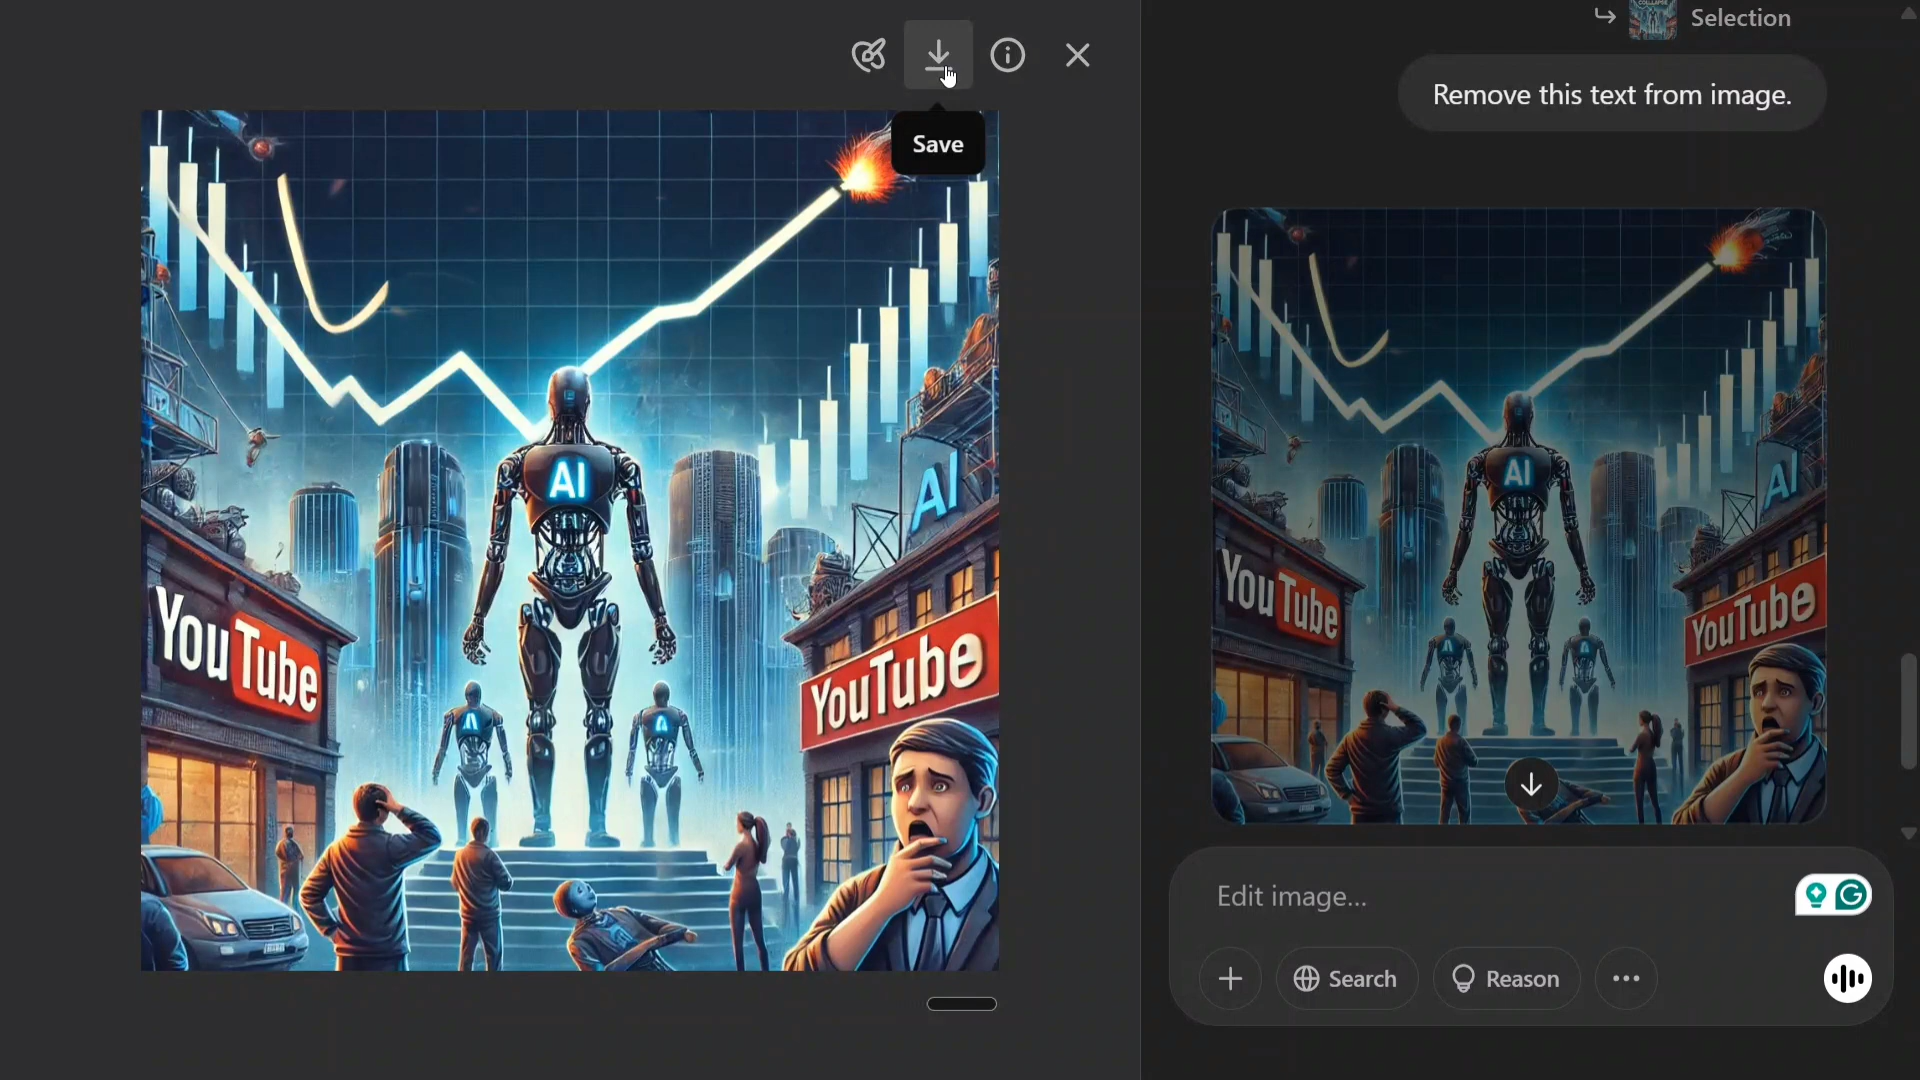 Selection
Remove this text from image.
Save
AI
AI
YouTube
YouTube
A
A
AI
AI
YouTube
YouTube
A
A
Edit image...
Search
Reason